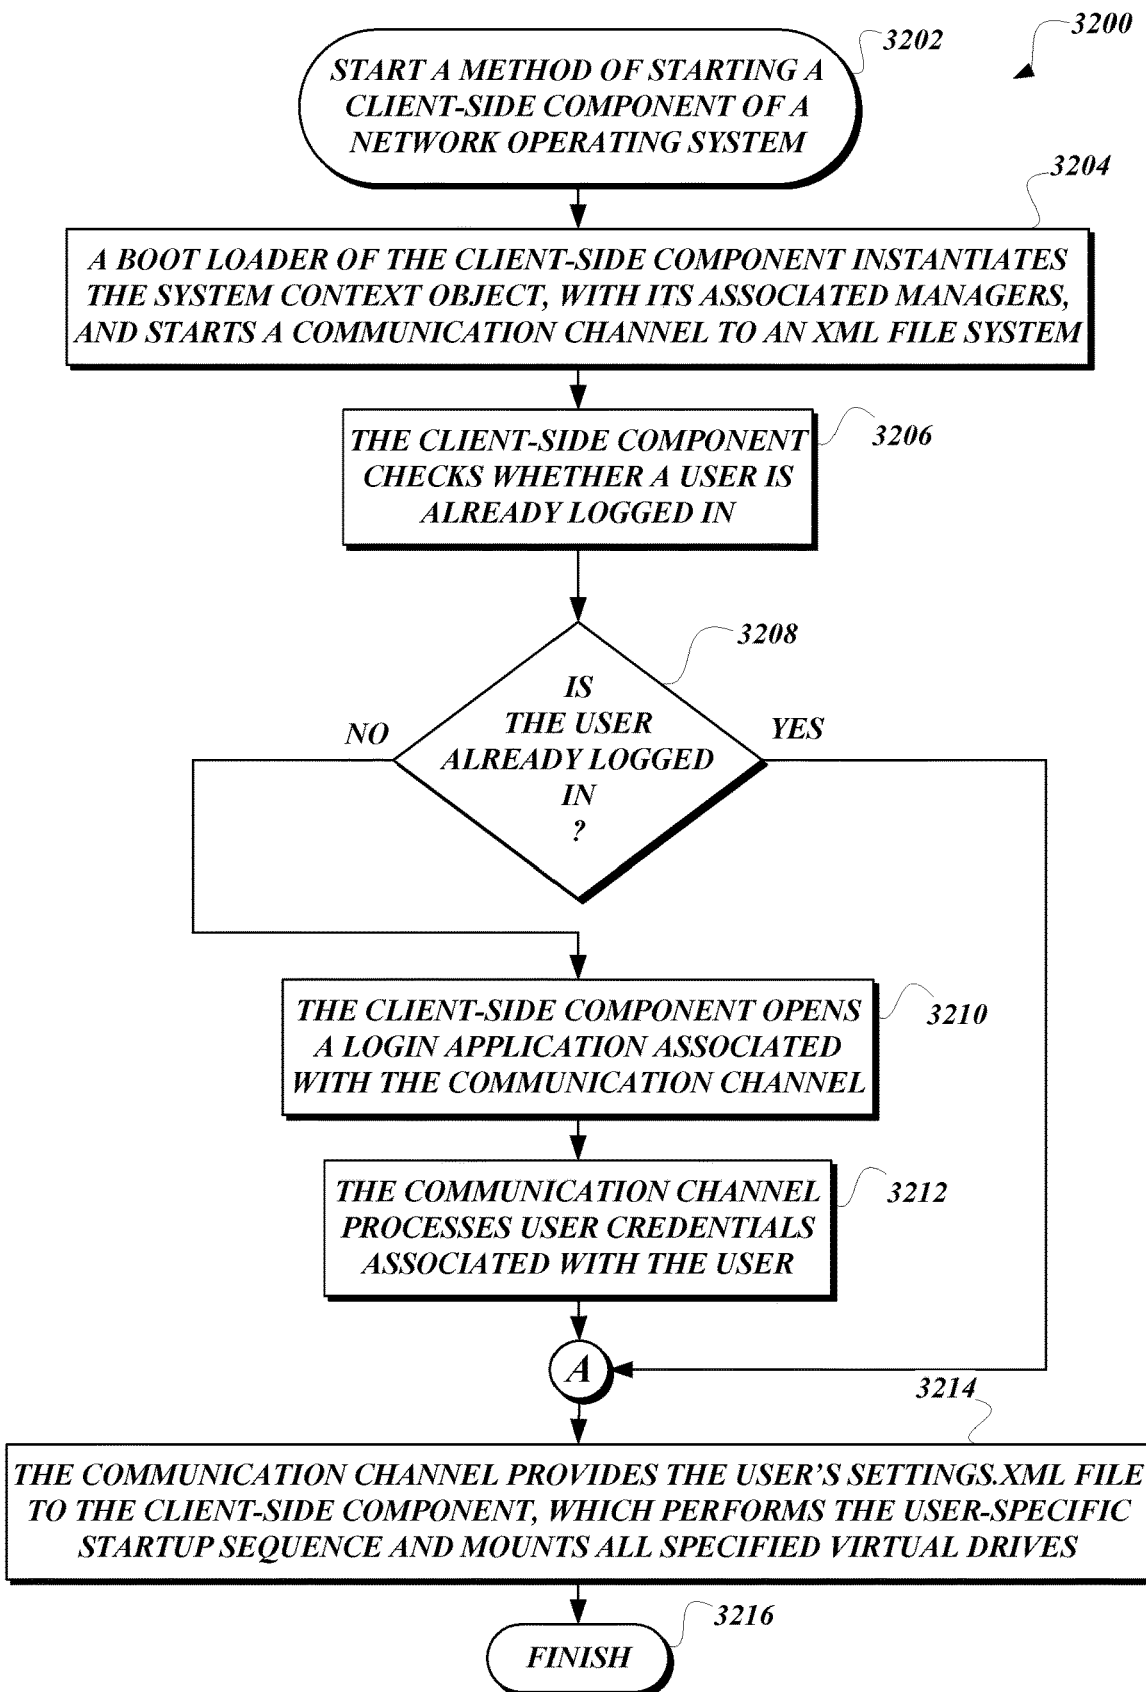 3200
3202
START A METHOD OF STARTING A
CLIENT-SIDE COMPONENT OF A
NETWORK OPERATING SYSTEM
3204
A BOOT LOADER OF THE CLIENT-SIDE COMPONENT INSTANTIATES
THE SYSTEM CONTEXT OBJECT, WITH ITS ASSOCIATED MANAGERS,
AND STARTS A COMMUNICATION CHANNEL TO AN XML FILE SYSTEM
3206
THE CLIENT-SIDE COMPONENT
CHECKS WHETHER A USER IS
ALREADY LOGGED IN
3208
IS
THE USER
ALREADY LOGGED
IN
?
NO
YES
3210
THE CLIENT-SIDE COMPONENT OPENS
A LOGIN APPLICATION ASSOCIATED
WITH THE COMMUNICATION CHANNEL
3212
THE COMMUNICATION CHANNEL
PROCESSES USER CREDENTIALS
ASSOCIATED WITH THE USER
A
3214
THE COMMUNICATION CHANNEL PROVIDES THE USER'S SETTINGS.XML FILE
TO THE CLIENT-SIDE COMPONENT, WHICH PERFORMS THE USER-SPECIFIC
STARTUP SEQUENCE AND MOUNTS ALL SPECIFIED VIRTUAL DRIVES
3216
FINISH